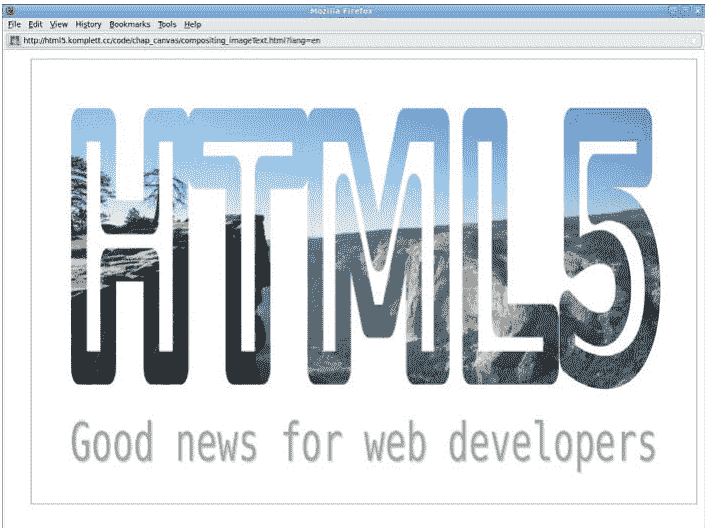 Mozilla Firefox
File Edit View History Bookmarks Tools Help
http://html5.komplett.cc/code/chap_canvas/compositing_imageText.html?lang=en
HTML5
Good news for web developers